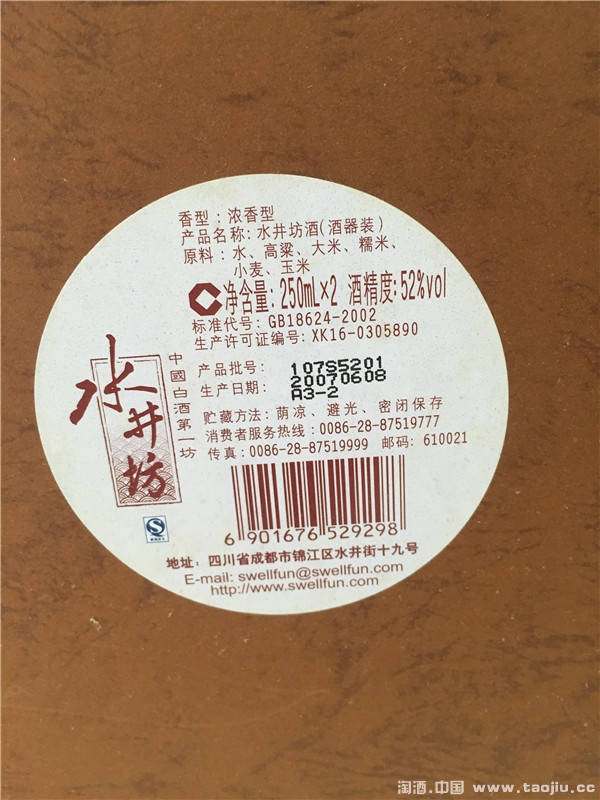 香型：浓香型
产品名称：水井坊酒(酒器装)
原料：水、高粱、大米、糯米、
小麦、玉米
净含量：250mL×2 酒精度：52%vol
标准代号：GB18624-2002
生产许可证编号：XK16-0305890
产品批号：107S5201
生产日期：20070608
A3-2
贮藏方法：荫凉、避光、密闭保存
消费者服务热线：0086-28-87519777
传真：0086-28-87519999 邮码：610021
水井坊
中國白酒第一坊
6 901676 529298
地址：四川省成都市锦江区水井街十九号
E-mail: swellfun@swellfun.com
http://www.swellfun.com
淘酒.中国 www.taojiu.cc